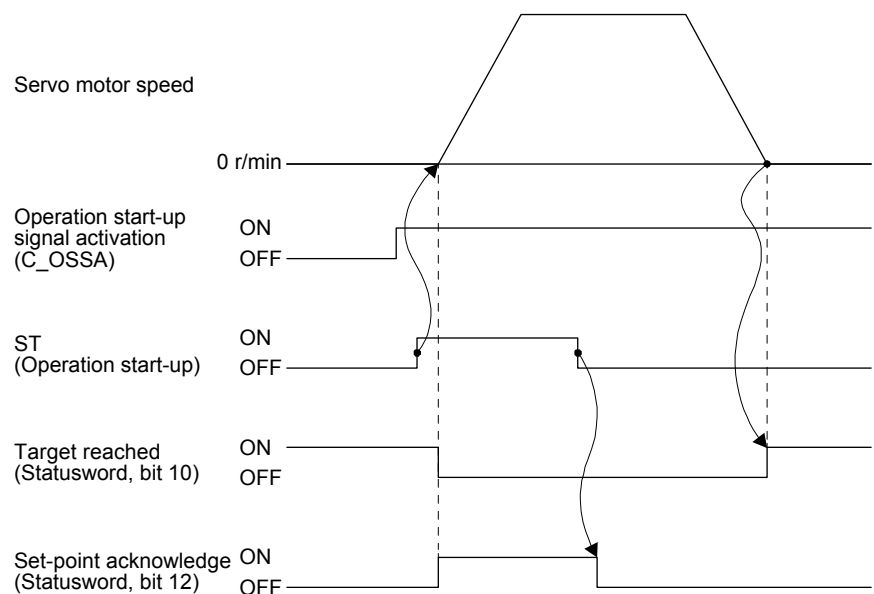 Servo motor speed
0 r/min
Operation start-up
signal activation
(C_OSSA)
ON
OFF
ST
(Operation start-up)
ON
OFF
Target reached
(Statusword, bit 10)
ON
OFF
Set-point acknowledge
(Statusword, bit 12)
ON
OFF